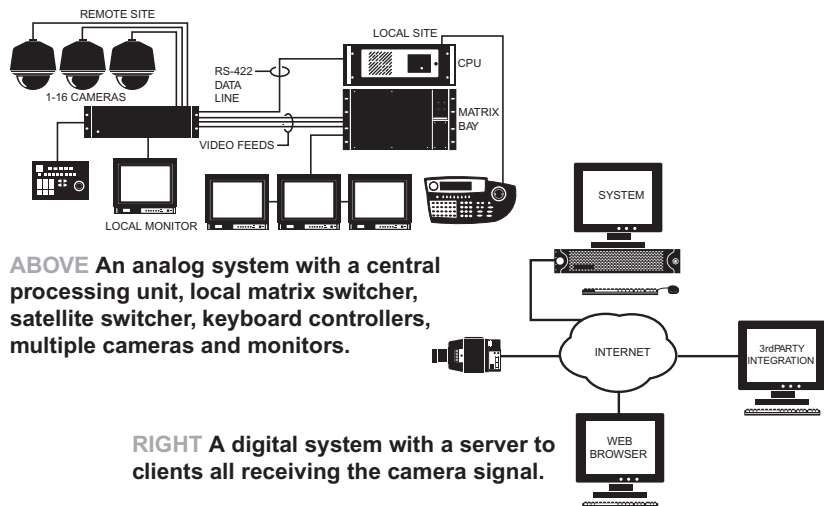 REMOTE SITE
1-16 CAMERAS
RS-422
DATA
LINE
VIDEO FEEDS
LOCAL MONITOR
LOCAL SITE
CPU
MATRIX
BAY
ABOVE An analog system with a central
processing unit, local matrix switcher,
satellite switcher, keyboard controllers,
multiple cameras and monitors.
SYSTEM
INTERNET
3rdPARTY
INTEGRATION
WEB
BROWSER
RIGHT A digital system with a server to
clients all receiving the camera signal.